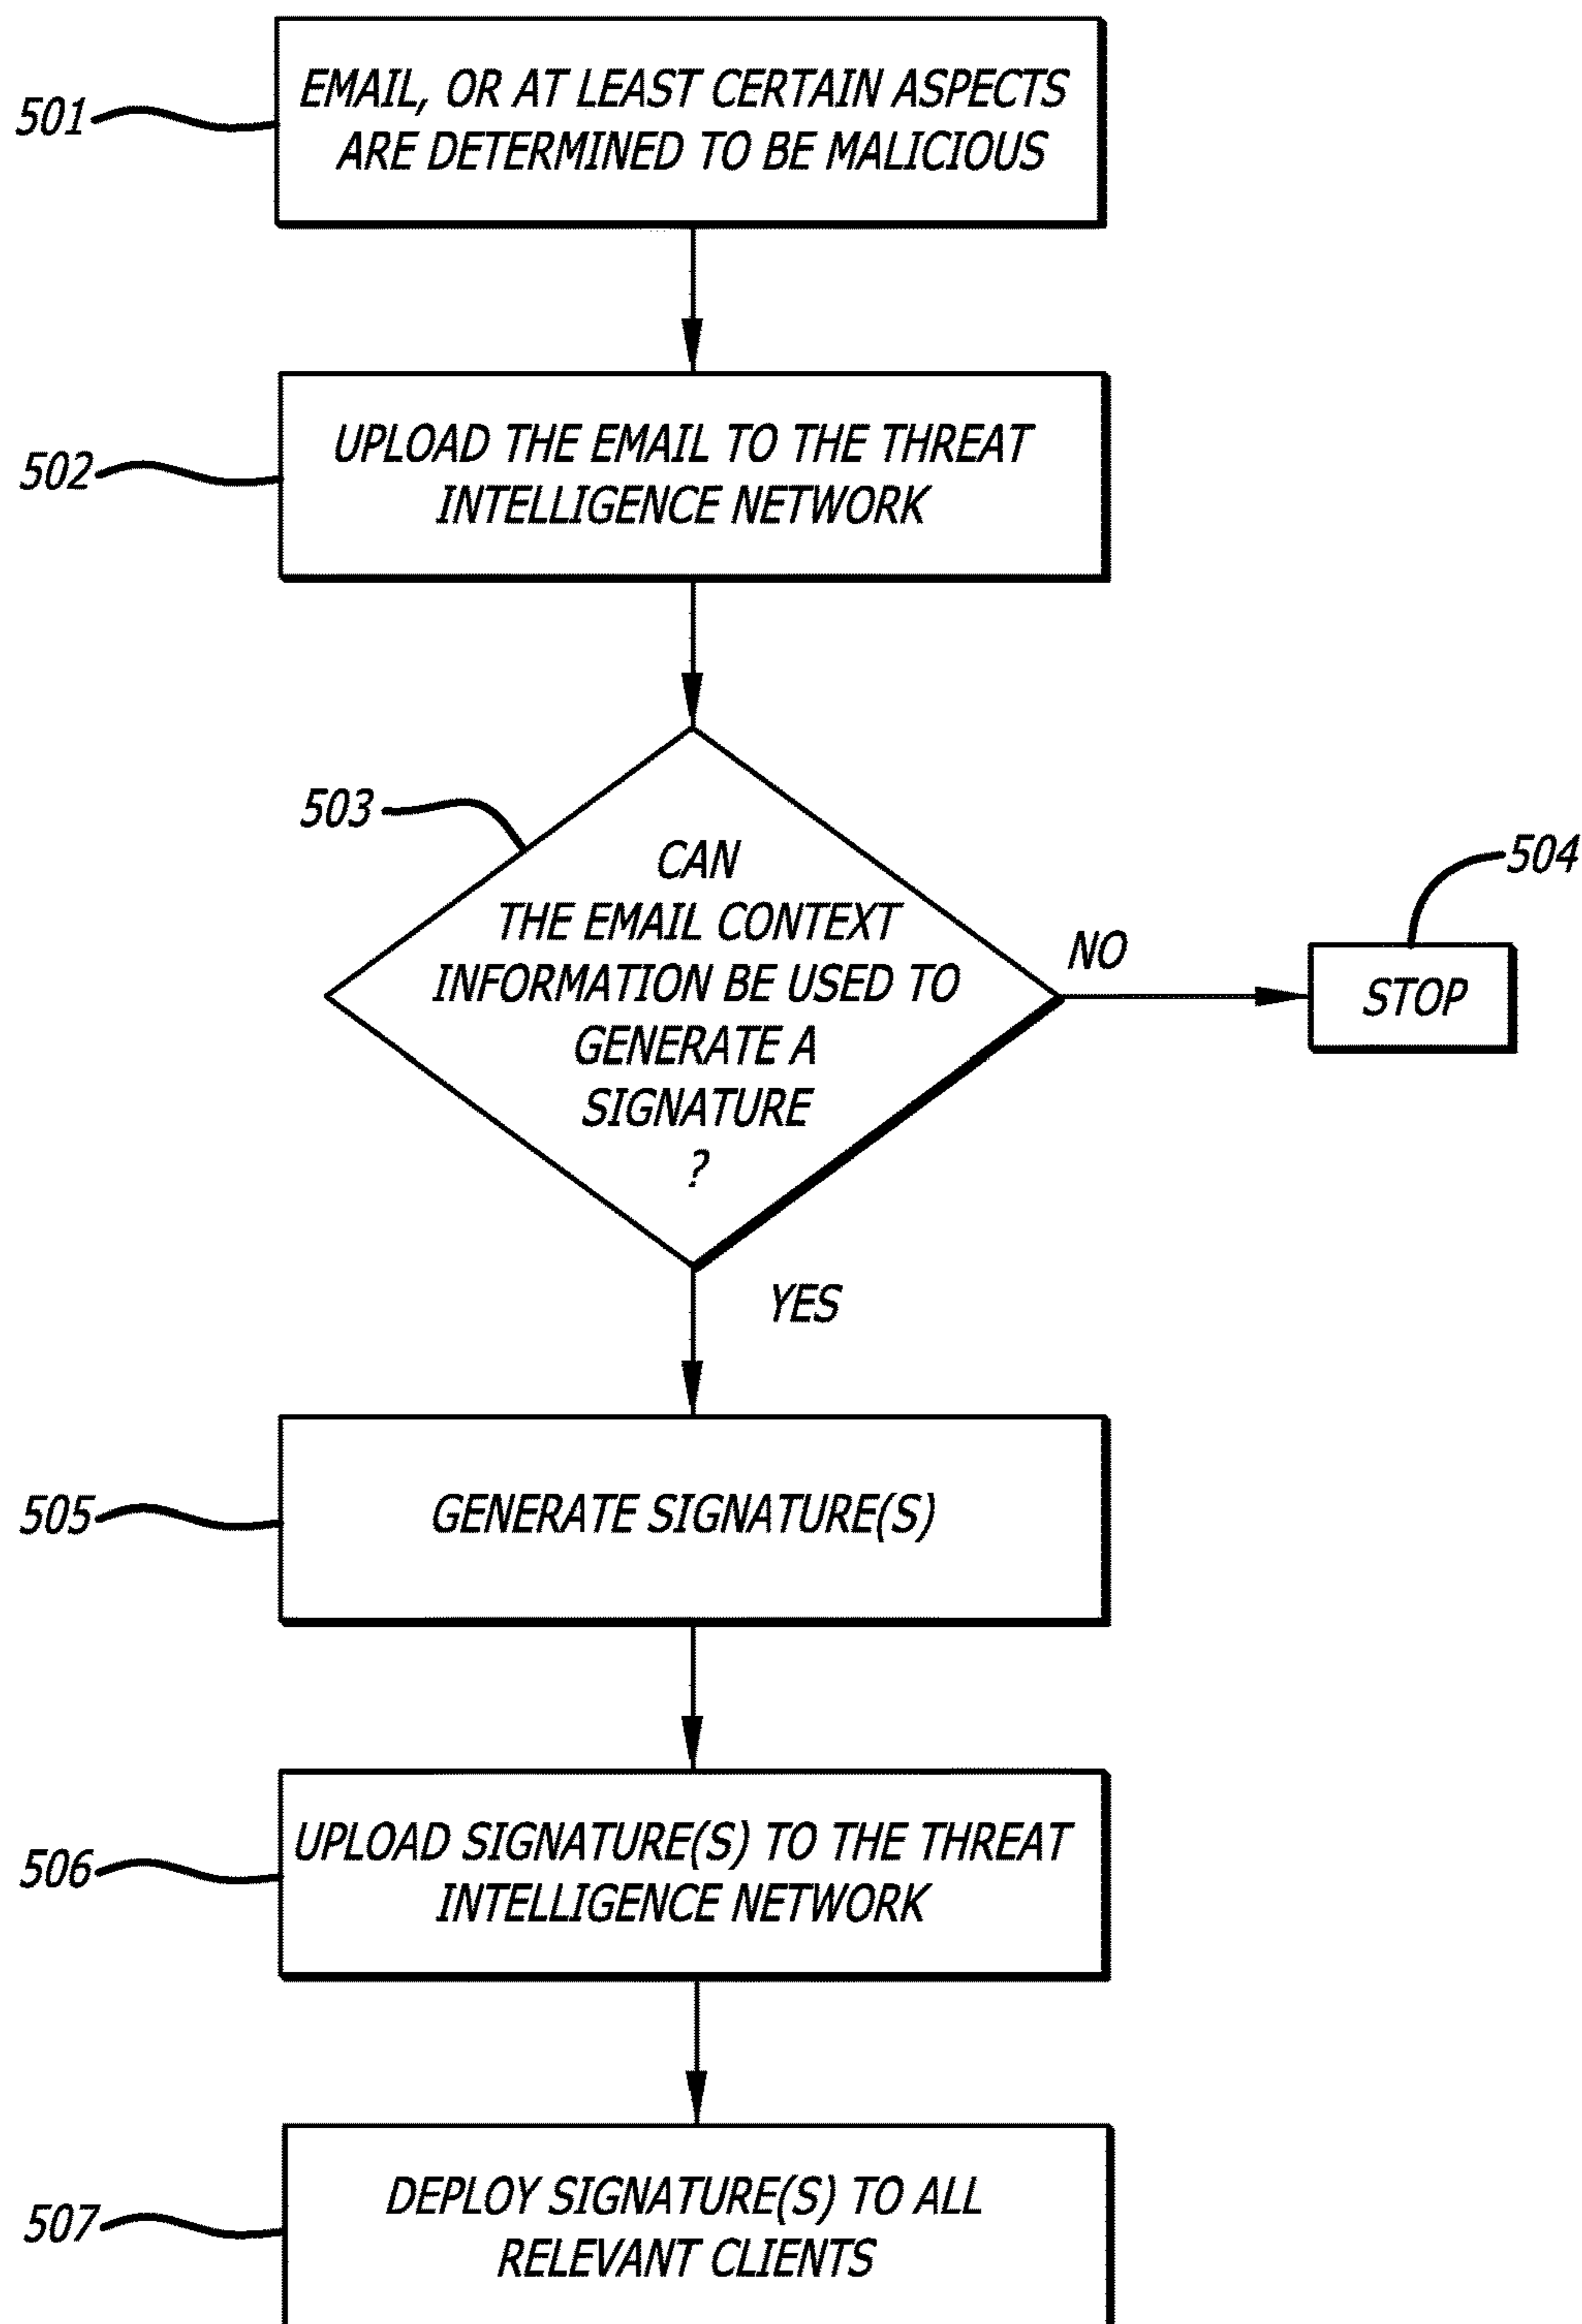 501
EMAIL, OR AT LEAST CERTAIN ASPECTS
ARE DETERMINED TO BE MALICIOUS
502
UPLOAD THE EMAIL TO THE THREAT
INTELLIGENCE NETWORK
503
CAN
THE EMAIL CONTEXT
INFORMATION BE USED TO
GENERATE A
SIGNATURE
?
NO
504
STOP
YES
505
GENERATE SIGNATURE(S)
506
UPLOAD SIGNATURE(S) TO THE THREAT
INTELLIGENCE NETWORK
507
DEPLOY SIGNATURE(S) TO ALL
RELEVANT CLIENTS